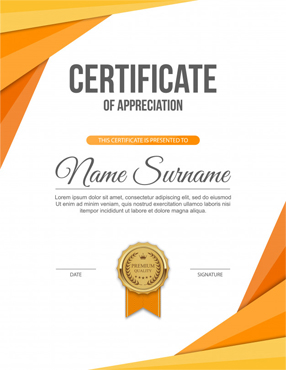 CERTIFICATE
OF APPRECIATION
THIS CERTIFICATE IS PRESENTED TO
Name Surname
Lorem ipsum dolor sit amet, consectetur adipiscing elit, sed do eiusmod
Ut enim ad minim veniam, quis nostrud exercitation ullamco laboris nisi
tempor incididunt ut labore et dolore magna aliqua.
PREMIUM
QUALITY
DATE
SIGNATURE